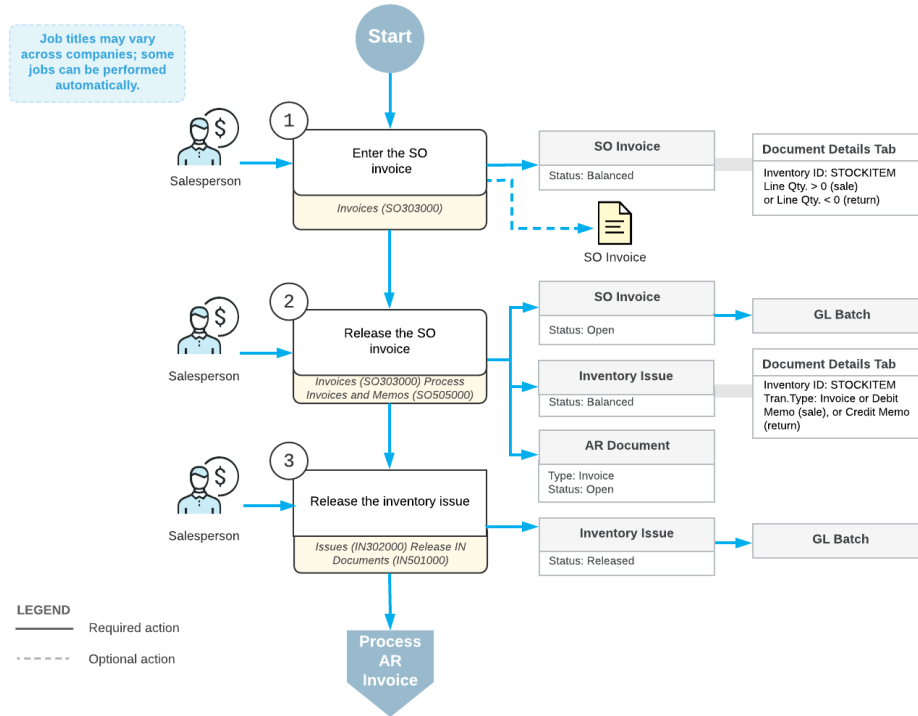 Start
Job titles may vary
across companies; some
jobs can be performed
automatically.
$
Salesperson
1
Enter the SO
invoice
Invoices (SO303000)
SO Invoice
Status: Balanced
Document Details Tab
Inventory ID: STOCKITEM
Line Qty. > 0 (sale)
or Line Qty. < 0 (return)
SO Invoice
$
Salesperson
2
Release the SO
invoice
Invoices (SO303000) Process
Invoices and Memos (SO505000)
SO Invoice
Status: Open
GL Batch
Inventory Issue
Status: Balanced
Document Details Tab
Inventory ID: STOCKITEM
Tran.Type: Invoice or Debit
Memo (sale), or Credit Memo
(return)
AR Document
Type: Invoice
Status: Open
$
Salesperson
3
Release the inventory issue
Issues (IN302000) Release IN
Documents (IN501000)
Inventory Issue
Status: Released
GL Batch
LEGEND
Required action
Optional action
Process
AR
Invoice